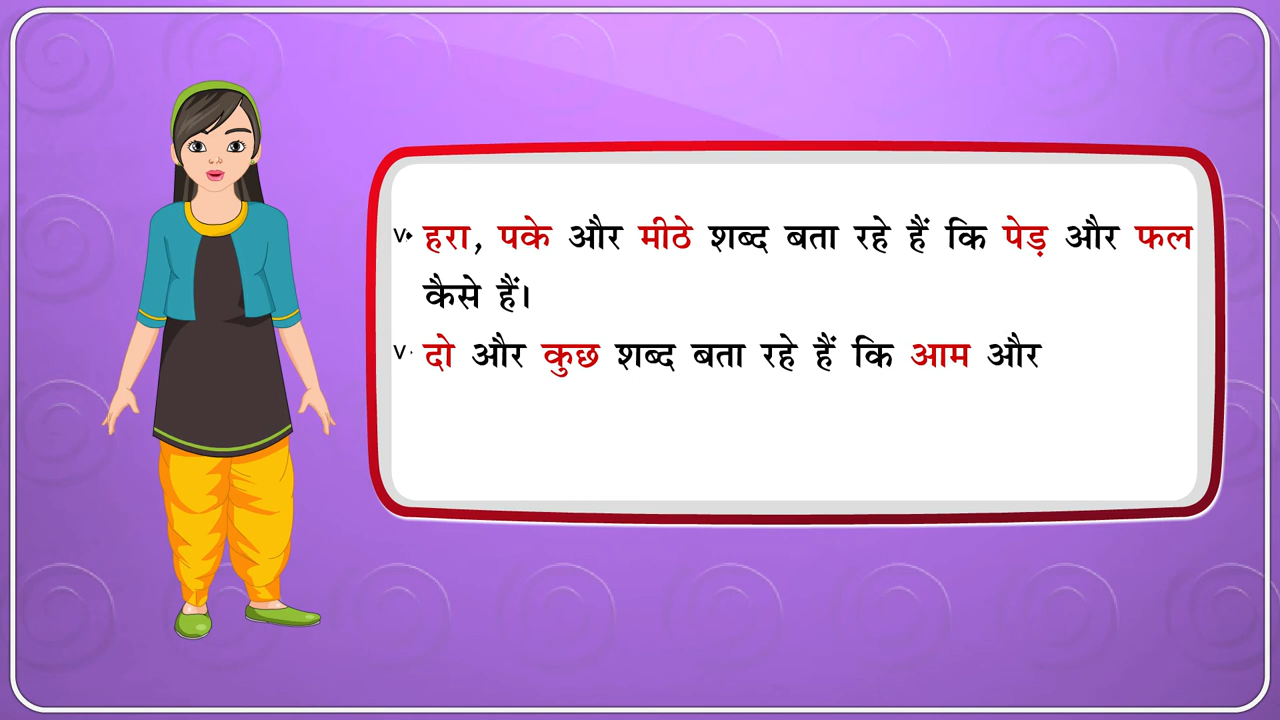 हरा, पके और मीठे शब्द बता रहे हैं कि पेड़ और फल
कैसे हैं।
दो और कुछ शब्द बता रहे हैं कि आम और